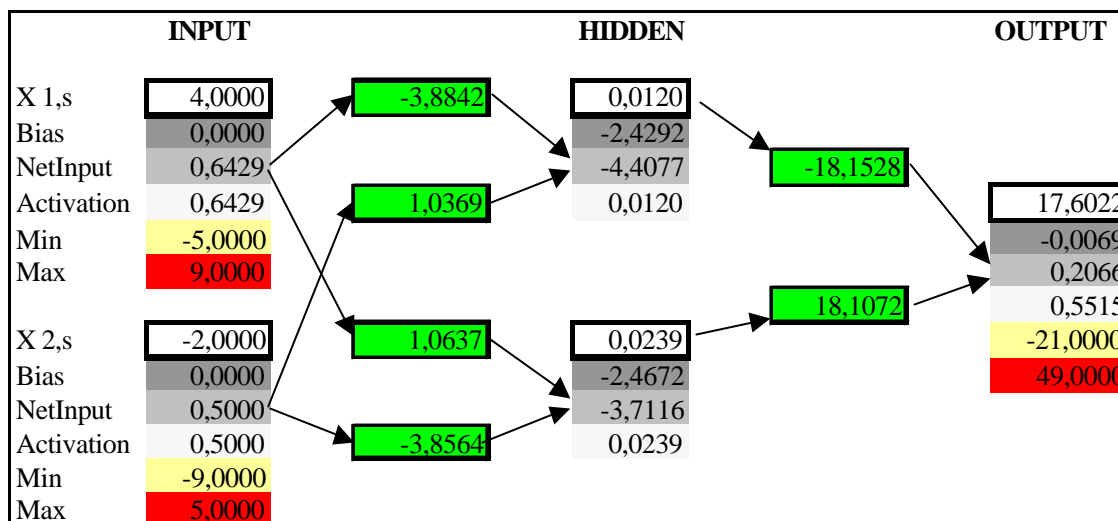 INPUT HIDDEN OUTPUT
X 1,s 4,0000 -3,8842 0,0120
Bias 0,0000 -2,4292
NetInput 0,6429 -4,4077 -18,1528
Activation 0,6429 1,0369 0,0120 17,6022
Min -5,0000 -0,0069
Max 9,0000 0,2066
18,1072 0,5515
X 2,s -2,0000 1,0637 0,0239 -21,0000
Bias 0,0000 -2,4672 49,0000
NetInput 0,5000 -3,7116
Activation 0,5000 -3,8564 0,0239
Min -9,0000
Max 5,0000